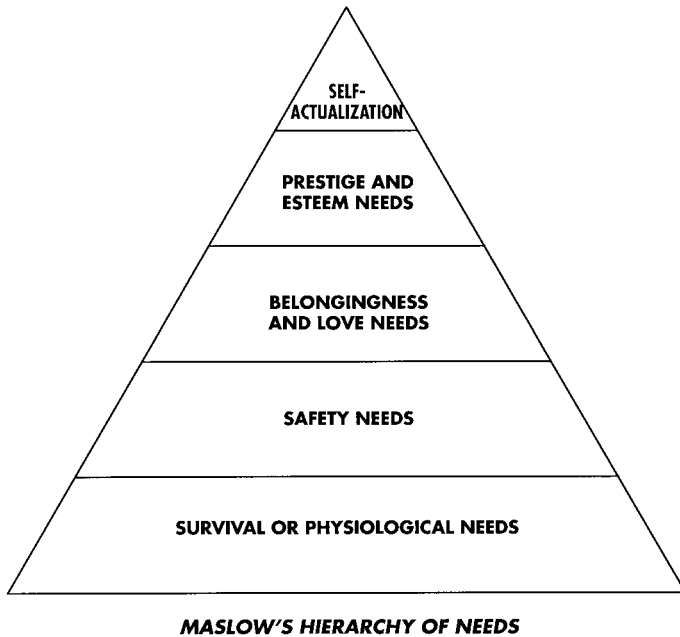 SELF-
ACTUALIZATION
PRESTIGE AND
ESTEEM NEEDS
BELONGINGNESS
AND LOVE NEEDS
SAFETY NEEDS
SURVIVAL OR PHYSIOLOGICAL NEEDS
MASLOW'S HIERARCHY OF NEEDS